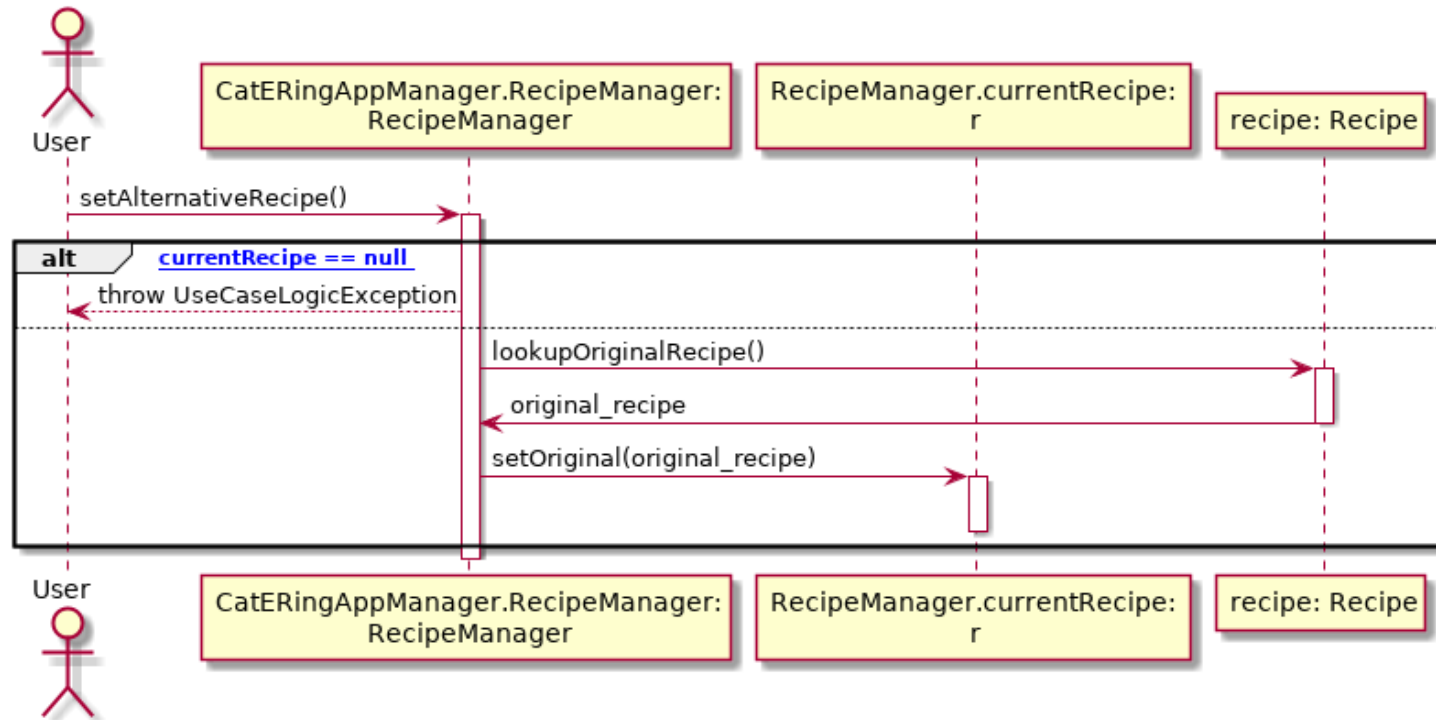 User
CatERingAppManager.RecipeManager:
RecipeManager
RecipeManager.currentRecipe:
r
recipe: Recipe
setAlternativeRecipe()
alt
currentRecipe == null
throw UseCaseLogicException
lookupOriginalRecipe()
original_recipe
setOriginal(original_recipe)
User
CatERingAppManager.RecipeManager:
RecipeManager
RecipeManager.currentRecipe:
r
recipe: Recipe